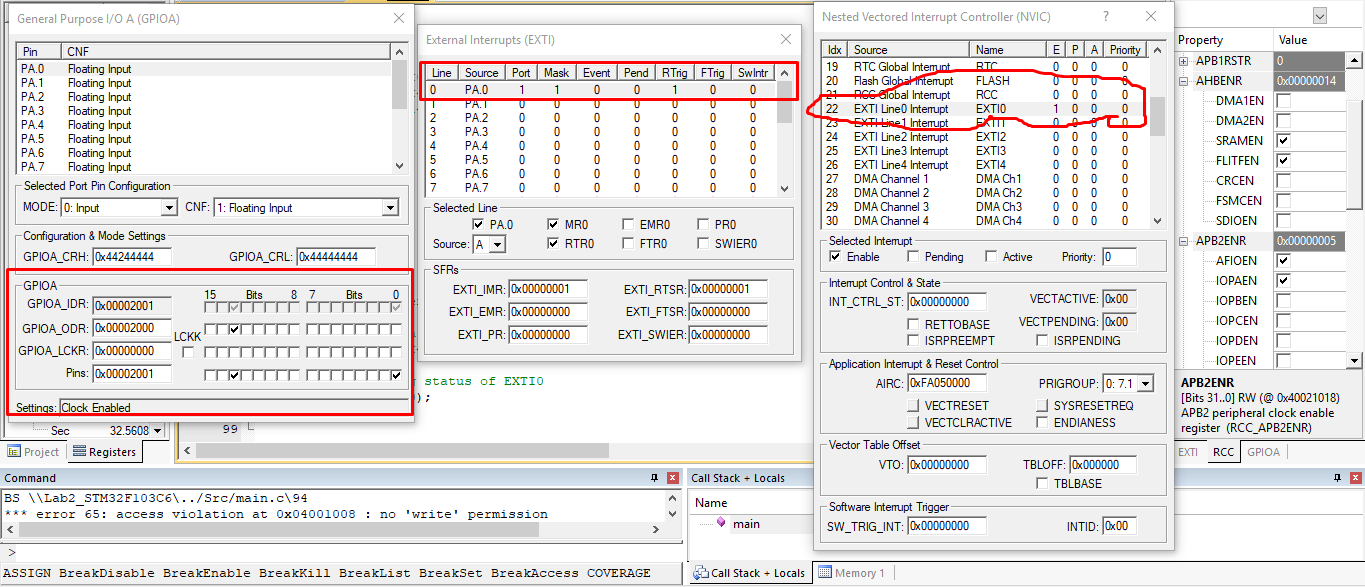 General Purpose I/O A (GPIOA)
Pin CNF
PA.0 Floating Input
PA.1 Floating Input
PA.2 Floating Input
PA.3 Floating Input
PA.4 Floating Input
PA.5 Floating Input
PA.6 Floating Input
PA.7 Floating Input
Selected Port Pin Configuration
MODE: 0: Input CNF: 1: Floating Input
Configuration & Mode Settings
GPIOA_CRH: 0x44244444 GPIOA_CRL: 0x44444444
GPIOA
15 Bits 8 7 Bits 0
GPIOA_IDR: 0x00002001
GPIOA_ODR: 0x00002000
LCKK
GPIOA_LCKR: 0x00000000
Pins: 0x00002001
Settings: Clock Enabled
Sec 32.5608
Project Registers
External Interrupts (EXTI)
Line Source Port Mask Event Pend RTrig FTrig SwIntr
0 PA.0 1 1 0 0 1 0 0
1 PA.1 0 0 0 0 0 0 0
2 PA.2 0 0 0 0 0 0 0
3 PA.3 0 0 0 0 0 0 0
4 PA.4 0 0 0 0 0 0 0
5 PA.5 0 0 0 0 0 0 0
6 PA.6 0 0 0 0 0 0 0
7 PA.7 0 0 0 0 0 0 0
Selected Line
PA.0 MR0 EMR0 PR0
Source: A RTR0 FTR0 SWIER0
SFRs
EXTI_IMR: 0x00000001 EXTI_RTSR: 0x00000001
EXTI_EMR: 0x00000000 EXTI_FTSR: 0x00000000
EXTI_PR: 0x00000000 EXTI_SWIER: 0x00000000
status of EXTI0
);
99
Nested Vectored Interrupt Controller (NVIC)
Idx Source Name E P A Priority
19 RTC Global Interrupt RTC 0 0 0 0
20 Flash Global Interrupt FLASH 0 0 0 0
21 RCC Global Interrupt RCC 0 0 0 0
22 EXTI Line0 Interrupt EXTI0 1 0 0 0
23 EXTI Line1 Interrupt EXTI1 0 0 0 0
24 EXTI Line2 Interrupt EXTI2 0 0 0 0
25 EXTI Line3 Interrupt EXTI3 0 0 0 0
26 EXTI Line4 Interrupt EXTI4 0 0 0 0
27 DMA Channel 1 DMA Ch1 0 0 0 0
28 DMA Channel 2 DMA Ch2 0 0 0 0
29 DMA Channel 3 DMA Ch3 0 0 0 0
30 DMA Channel 4 DMA Ch4 0 0 0 0
Selected Interrupt
Enable Pending Active Priority: 0
Interrupt Control & State
INT_CTRL_ST: 0x00000000 VECTACTIVE: 0x00
RETTOBASE VECTPENDING: 0x00
ISRPREEMPT ISRPENDING
Application Interrupt & Reset Control
AIRC: 0xFA050000 PRIGROUP: 0: 7.1
VECTRESET SYSRESETREQ
VECTCLRACTIVE ENDIANESS
Vector Table Offset
VTO: 0x00000000 TBLOFF: 0x000000
TBLBASE
Software Interrupt Trigger
SW_TRIG_INT: 0x00000000 INTID: 0x00
Property Value
APB1RSTR 0
AHBENR 0x00000014
DMA1EN
DMA2EN
SRAMEN
FLITFEN
CRCEN
FSMCEN
SDIOEN
APB2ENR 0x00000005
AFIOEN
IOPAEN
IOPBEN
IOPCEN
IOPDEN
IOPEEN
APB2ENR
[Bits 31..0] RW (@ 0x40021018)
APB2 peripheral clock enable
register (RCC_APB2ENR)
EXTI RCC GPIOA
Command
BS \\Lab2_STM32F103C6\../Src/main.c\94
*** error 65: access violation at 0x04001008 : no 'write' permission
>
ASSIGN BreakDisable BreakEnable BreakKill BreakList BreakSet BreakAccess COVERAGE
Call Stack + Locals
Name
main
Call Stack + Locals Memory 1